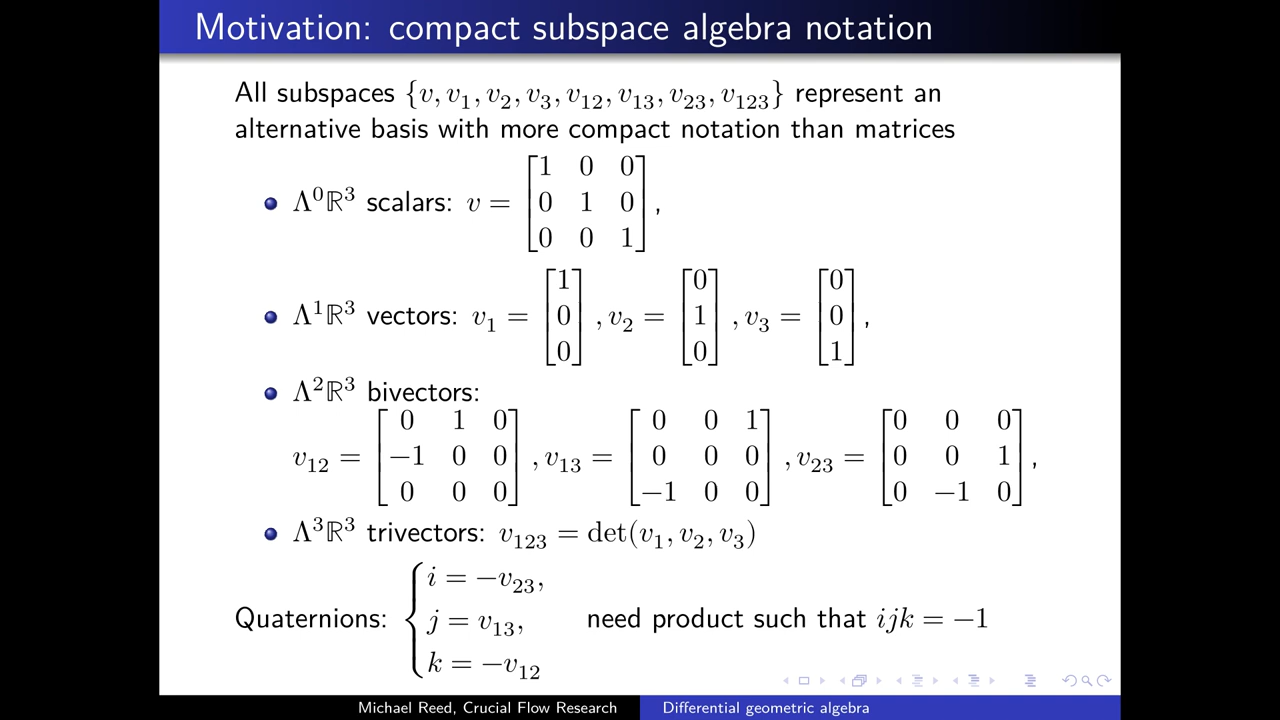 Motivation: compact subspace algebra notation
All subspaces {v, v₁, v₂, v₃, v₁₂, v₁₃, v₂₃, v₁₂₃} represent an
alternative basis with more compact notation than matrices
Λ⁰ℝ³ scalars: v = [1 0 0; 0 1 0; 0 0 1],
Λ¹ℝ³ vectors: v₁ = [1; 0; 0], v₂ = [0; 1; 0], v₃ = [0; 0; 1],
Λ²ℝ³ bivectors:
v₁₂ = [0 1 0; −1 0 0; 0 0 0], v₁₃ = [0 0 1; 0 0 0; −1 0 0], v₂₃ = [0 0 0; 0 0 1; 0 −1 0],
Λ³ℝ³ trivectors: v₁₂₃ = det(v₁, v₂, v₃)
Quaternions: { i = −v₂₃, j = v₁₃, k = −v₁₂ need product such that ijk = −1
Michael Reed, Crucial Flow Research Differential geometric algebra